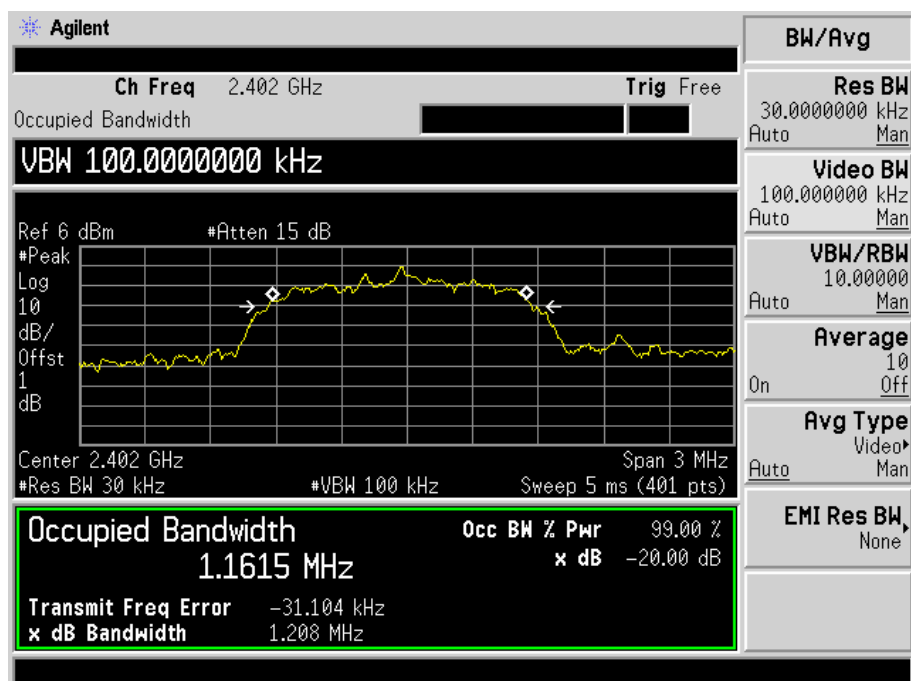 Agilent
BW/Avg
Ch Freq 2.402 GHz Trig Free
Occupied Bandwidth
VBW 100.0000000 kHz
Res BW
30.0000000 kHz
Auto Man
Video BW
100.000000 kHz
Auto Man
VBW/RBW
10.00000
Auto Man
Average
10
On Off
Avg Type
Video
Auto Man
EMI Res BW
None
Ref 6 dBm #Atten 15 dB
#Peak
Log
10
dB/
Offst
1
dB
Center 2.402 GHz Span 3 MHz
#Res BW 30 kHz #VBW 100 kHz Sweep 5 ms (401 pts)
Occupied Bandwidth Occ BW % Pwr 99.00 %
1.1615 MHz x dB -20.00 dB
Transmit Freq Error -31.104 kHz
x dB Bandwidth 1.208 MHz